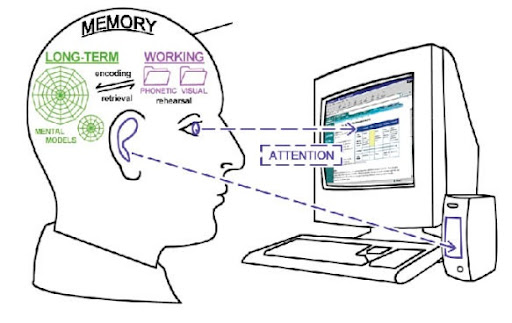 MEMORY
LONG-TERM
WORKING
encoding
retrieval
PHONETIC VISUAL
rehearsal
MENTAL
MODELS
ATTENTION